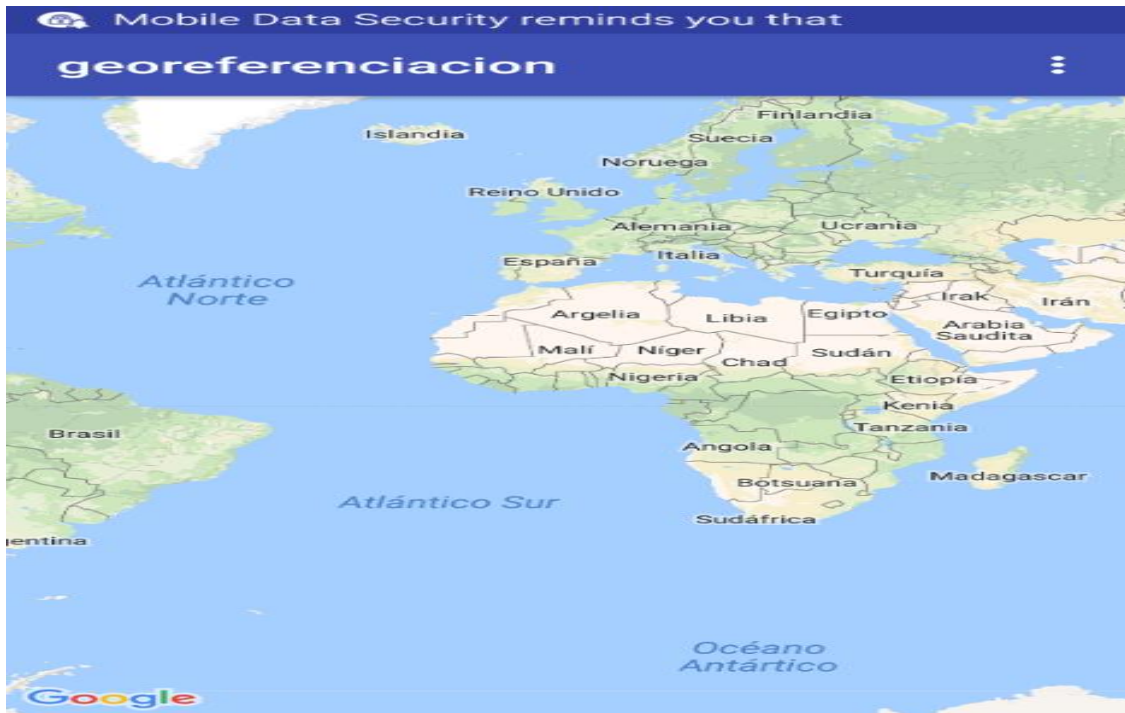 Mobile Data Security reminds you that
georeferenciacion
Islandia
Finlandia
Suecia
Noruega
Reino Unido
Alemania
Ucrania
España
Italia
Turquía
Atlántico
Norte
Argelia
Libia
Egipto
Irak
Irán
Arabia
Saudita
Malí
Níger
Chad
Sudán
Nigeria
Etiopía
Kenia
Brasil
Tanzania
Angola
Botsuana
Madagascar
Atlántico Sur
Sudáfrica
entina
Océano
Antártico
Google